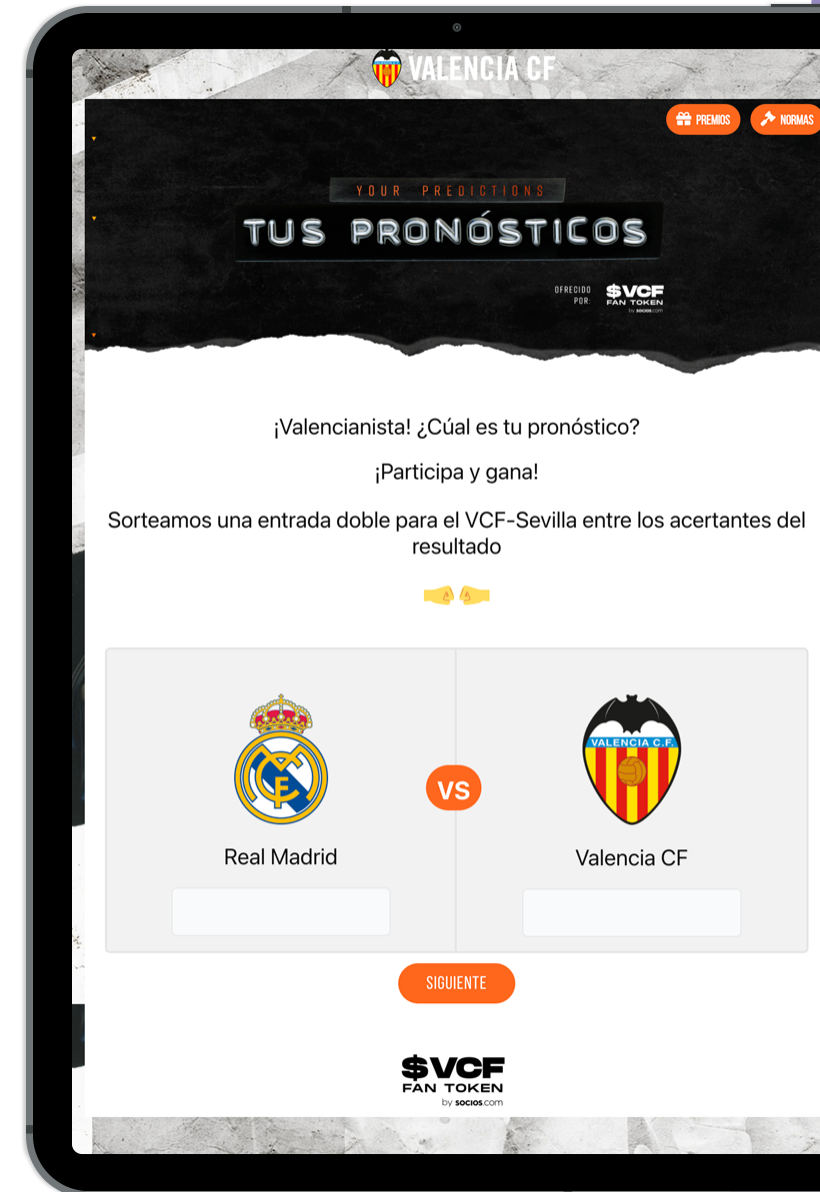 VALENCIA CF
PREMIOS
NORMAS
YOUR PREDICTIONS
TUS PRONÓSTICOS
OFRECIDO
POR:
$VCF
FAN TOKEN
by socios.com
¡Valencianista! ¿Cúal es tu pronóstico?
¡Participa y gana!
Sorteamos una entrada doble para el VCF-Sevilla entre los acertantes del
resultado
VALENCIA C.F.
VS
Real Madrid
Valencia CF
SIGUIENTE
$VCF
FAN TOKEN
by socios.com